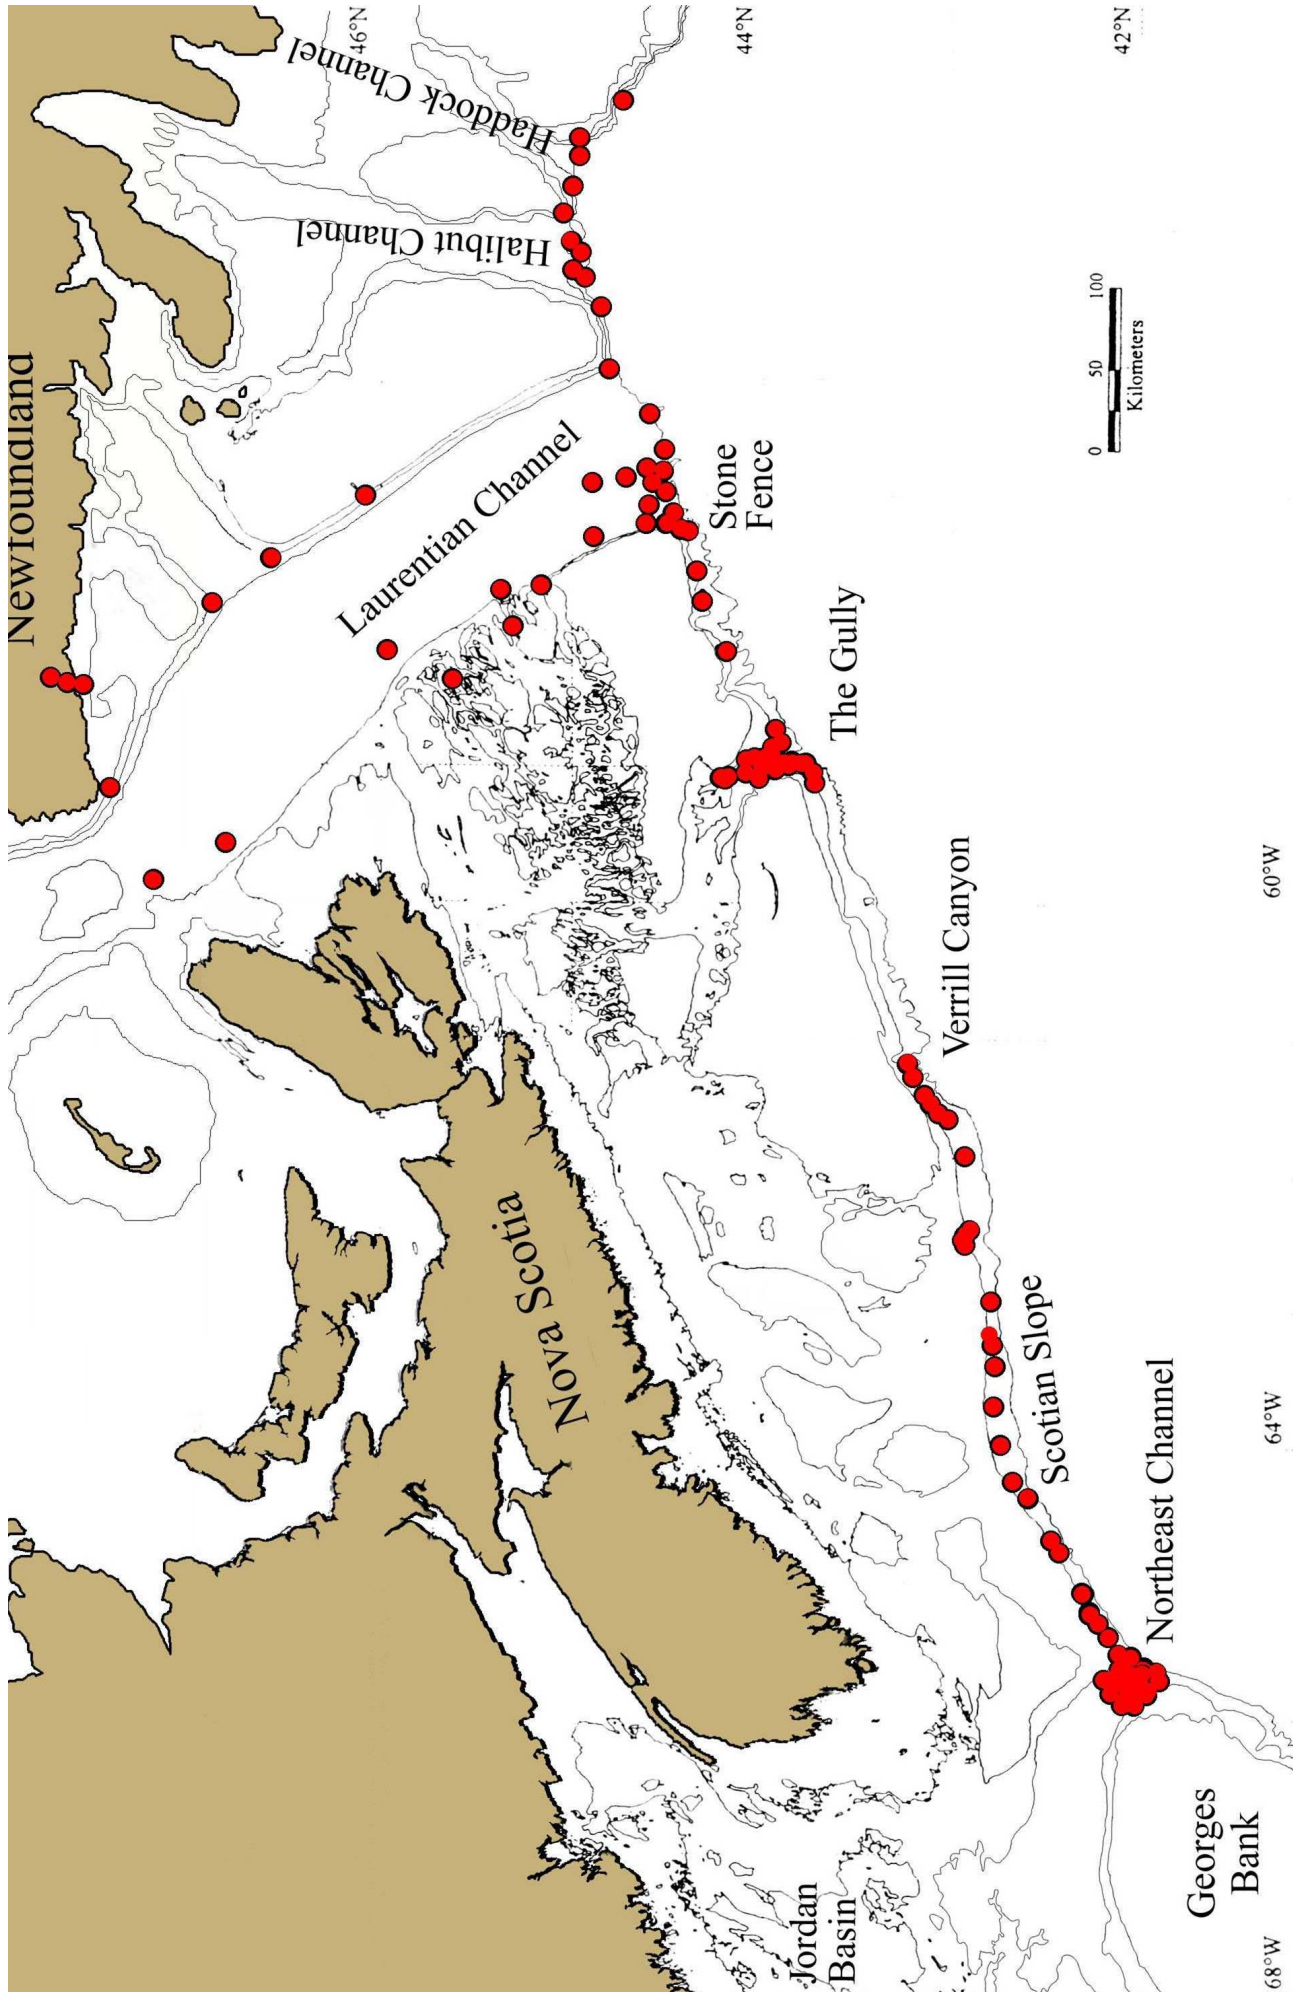 Newfoundland
46°N
44°N
42°N
Haddock Channel
Halibut Channel
Laurentian Channel
Stone
Fence
0 50 100
Kilometers
The Gully
Verrill Canyon
60°W
Nova Scotia
Scotian Slope
64°W
Northeast Channel
Georges
Bank
Jordan
Basin
68°W